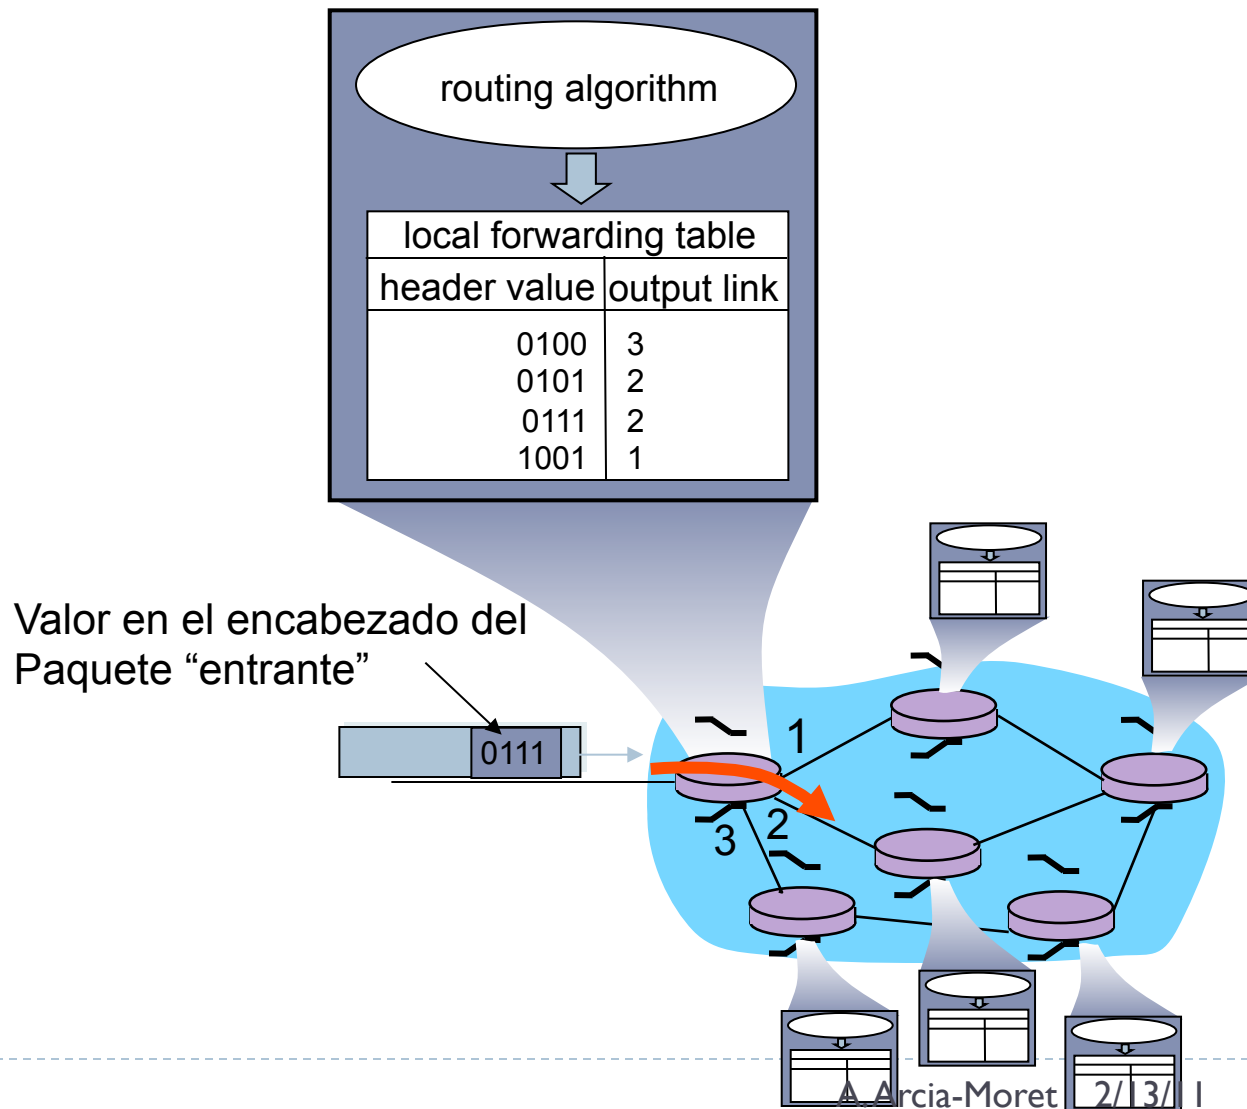 routing algorithm
local forwarding table
header value output link
0100 3
0101 2
0111 2
1001 1
Valor en el encabezado del
Paquete “entrante”
0111
1
2
3
A.Arcia-Moret 2/13/11